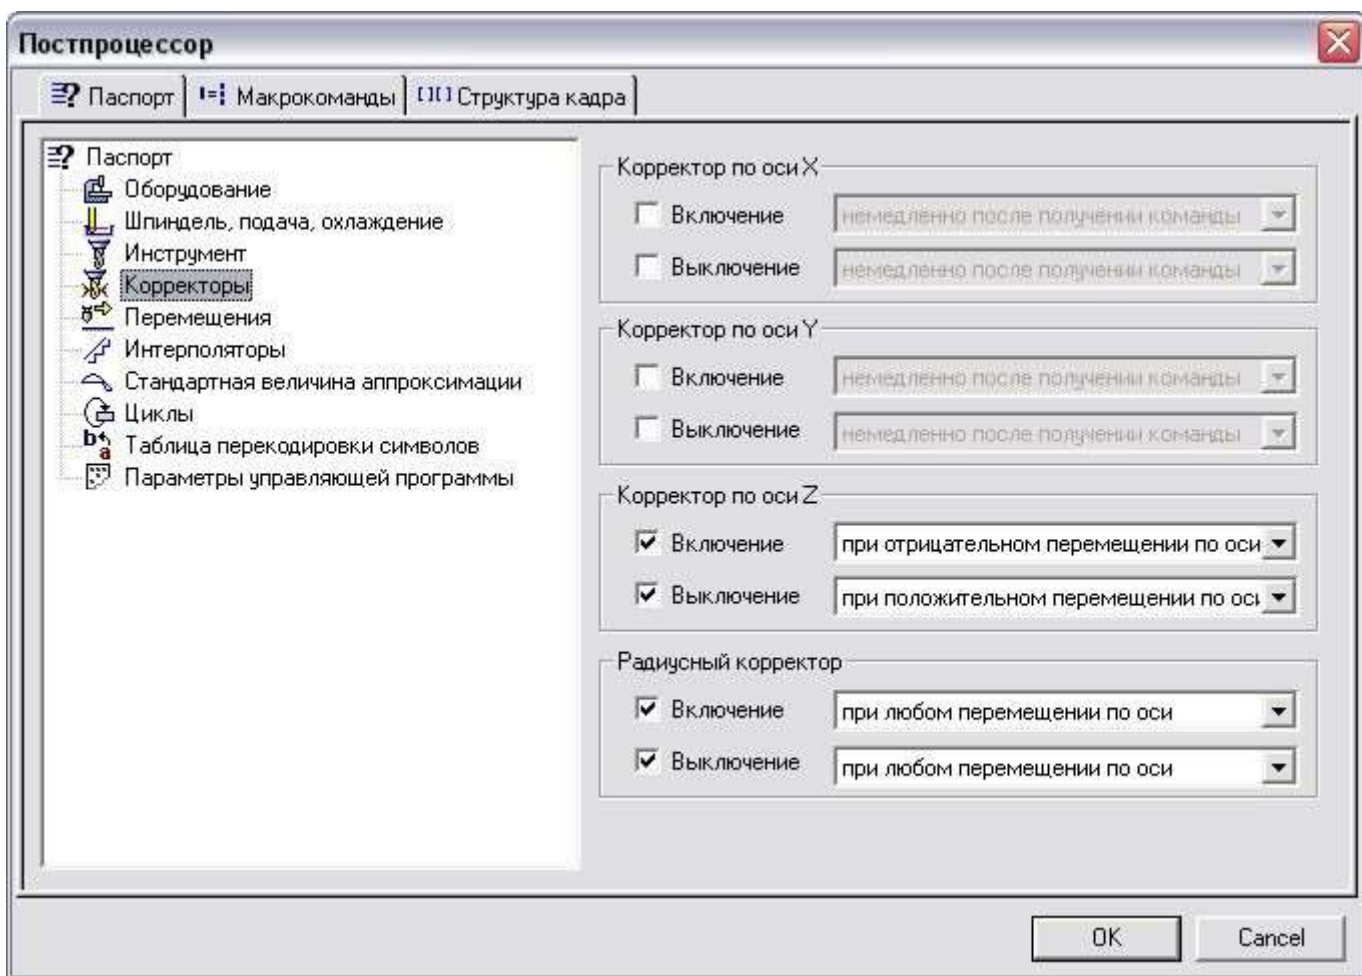 Постпроцессор
Паспорт Макрокоманды Структура кадра
Паспорт
Оборудование
Шпиндель, подача, охлаждение
Инструмент
Корректоры
Перемещения
Интерполяторы
Стандартная величина аппроксимации
Циклы
Таблица перекодировки символов
Параметры управляющей программы
Корректор по оси X
Включение немедленно после получении команды
Выключение немедленно после получении команды
Корректор по оси Y
Включение немедленно после получении команды
Выключение немедленно после получении команды
Корректор по оси Z
Включение при отрицательном перемещении по оси
Выключение при положительном перемещении по оси
Радиусный корректор
Включение при любом перемещении по оси
Выключение при любом перемещении по оси
OK Cancel